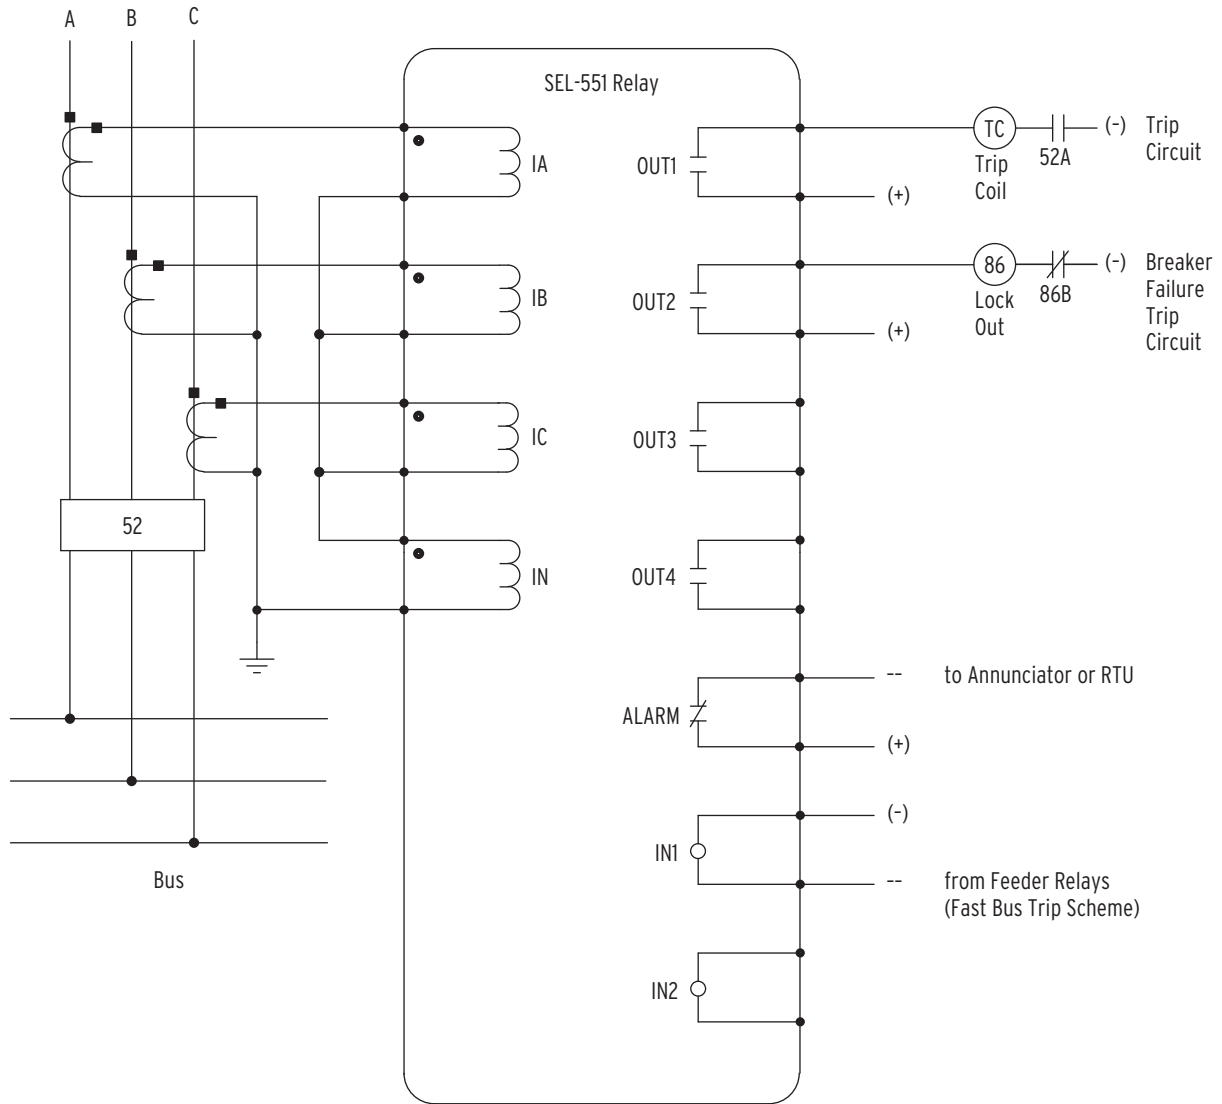 A B C
SEL-551 Relay
IA
OUT1
TC
Trip
Coil
52A
(-)
Trip
Circuit
(+)
IB
OUT2
86
Lock
Out
86B
(-)
Breaker
Failure
Trip
Circuit
(+)
IC
OUT3
52
IN
OUT4
ALARM
-- to Annunciator or RTU
(+)
Bus
IN1
(-)
-- from Feeder Relays
(Fast Bus Trip Scheme)
IN2